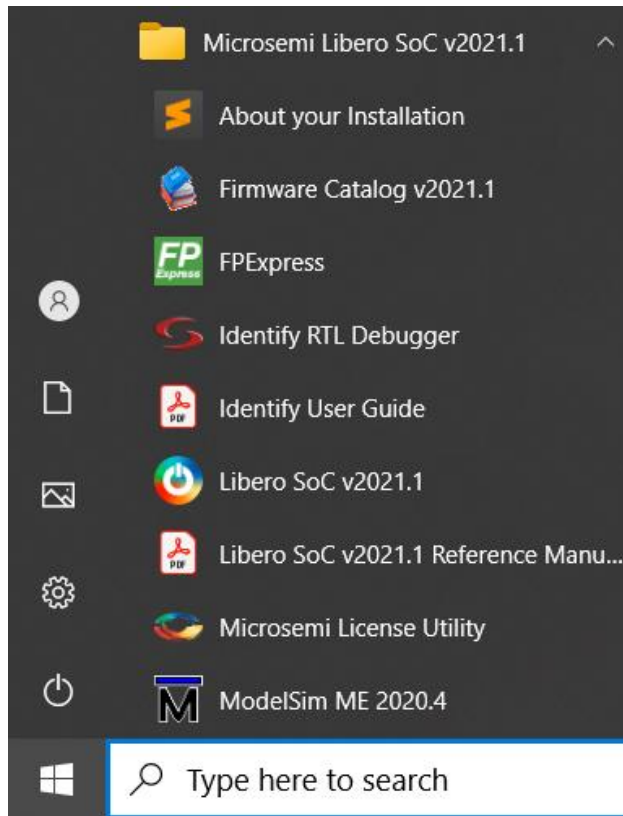 Microsemi Libero SoC v2021.1
About your Installation
Firmware Catalog v2021.1
FP
Express
FPExpress
Identify RTL Debugger
PDF
Identify User Guide
Libero SoC v2021.1
PDF
Libero SoC v2021.1 Reference Manu...
Microsemi License Utility
M
ModelSim ME 2020.4
Type here to search